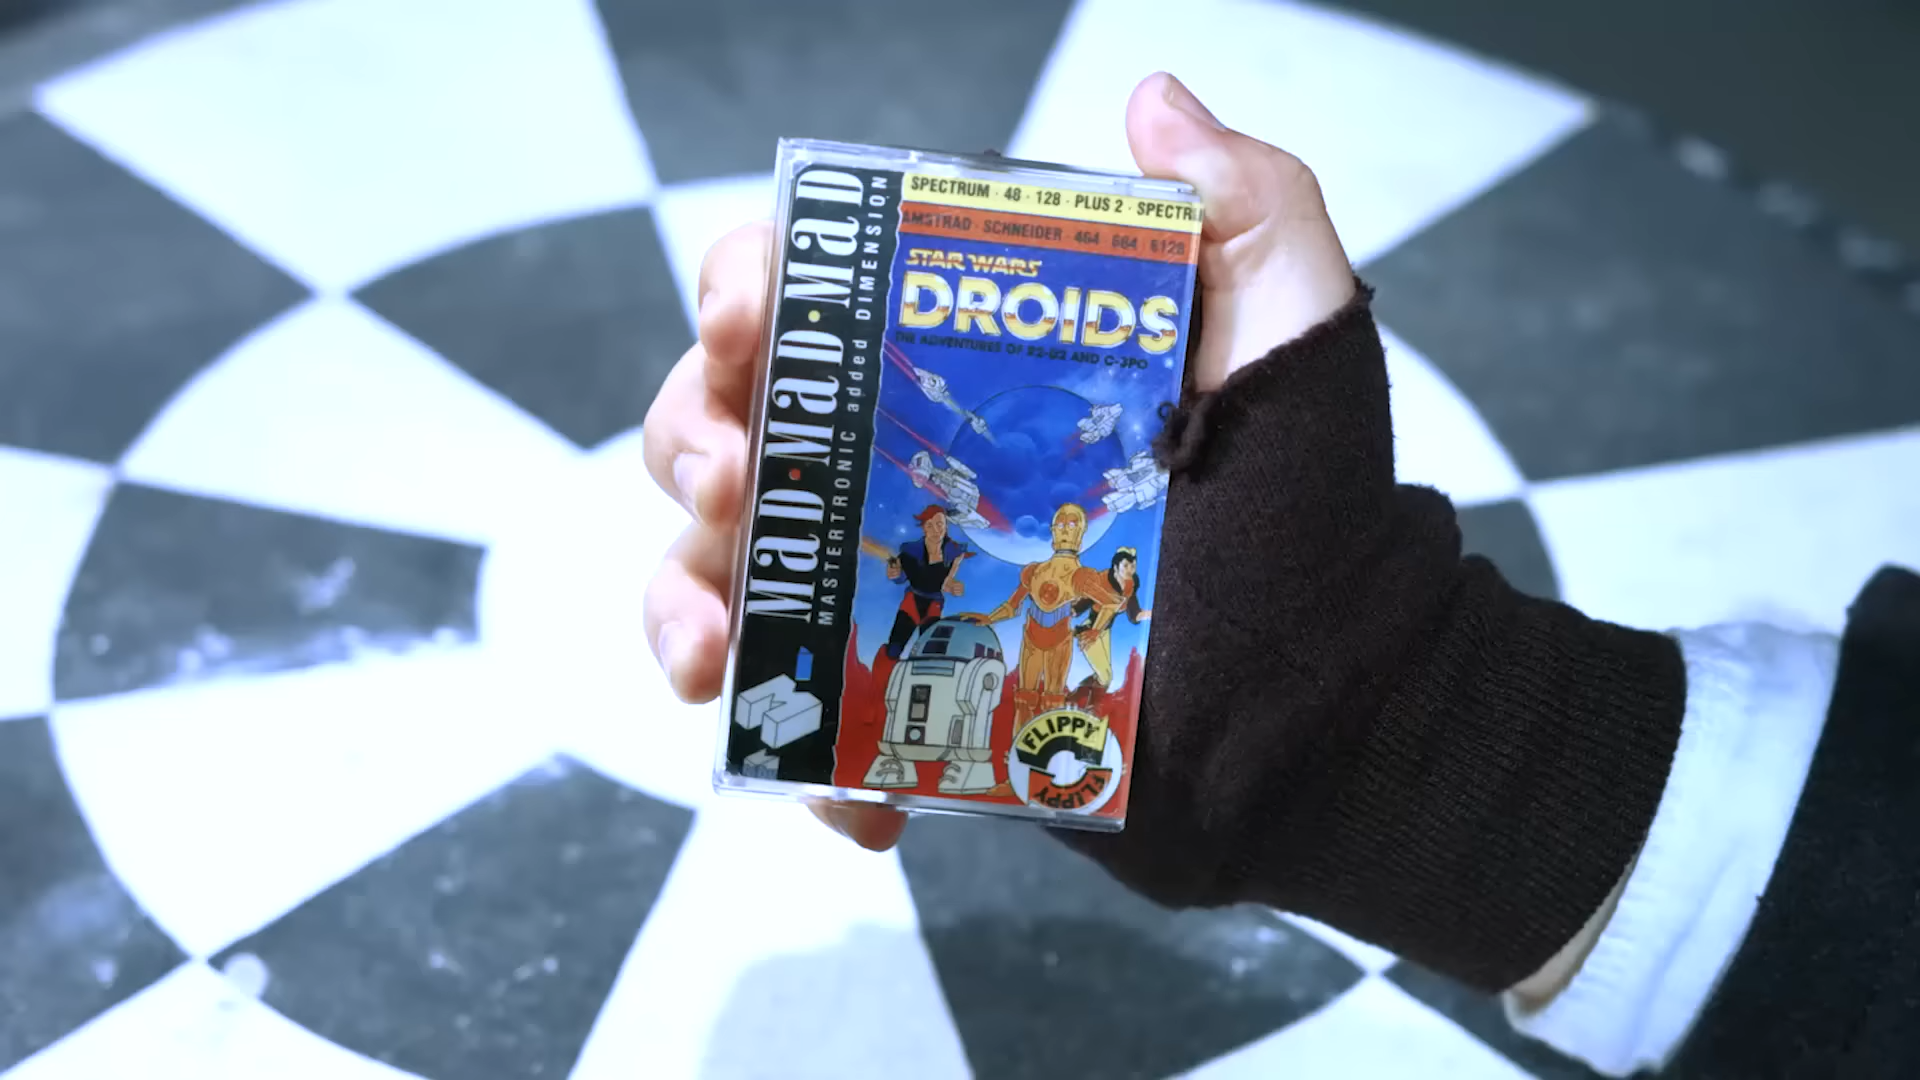 MaD·MaD·MaD
MASTERTRONIC added DIMENSION
SPECTRUM · 48 · 128 · PLUS 2 · SPECTR
AMSTRAD · SCHNEIDER · 464 · 664 · 6128
STAR WARS
DROIDS
THE ADVENTURES OF R2-D2 AND C-3PO
FLIPPY
FLIPPY